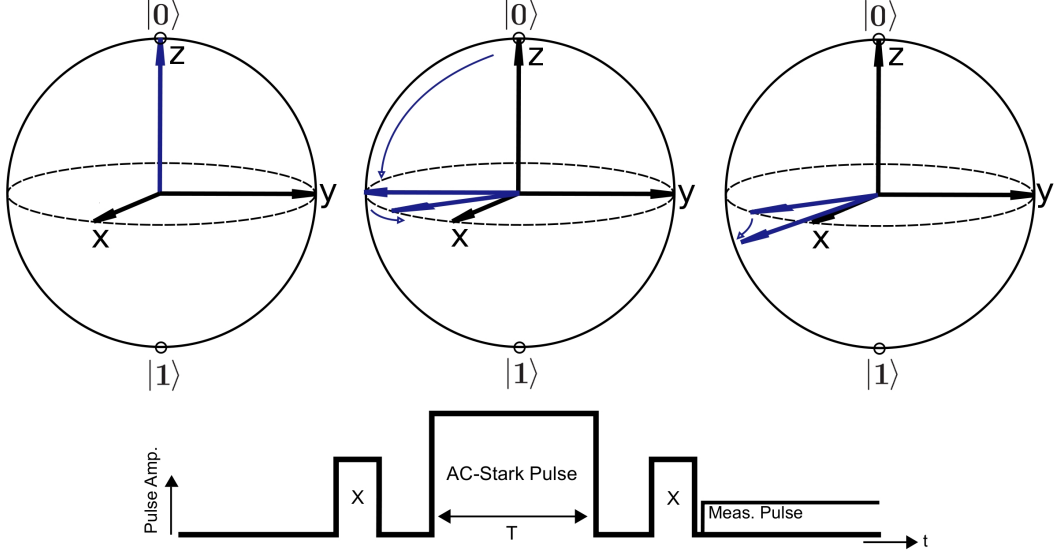 |0⟩ |0⟩ |0⟩
z z z
y y y
x x x
|1⟩ |1⟩ |1⟩
Pulse Amp.
X
AC-Stark Pulse
T
X
Meas. Pulse
t